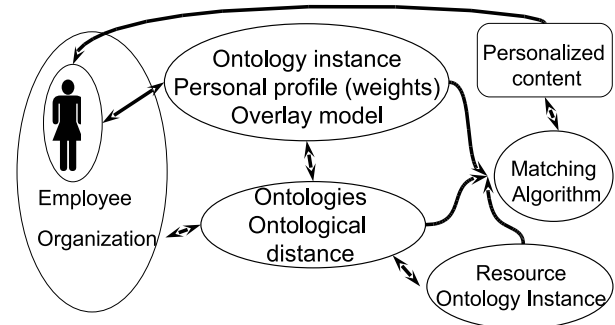 Ontology instance
Personal profile (weights)
Overlay model
Personalized
content
Employee
Organization
Ontologies
Ontological
distance
Matching
Algorithm
Resource
Ontology Instance